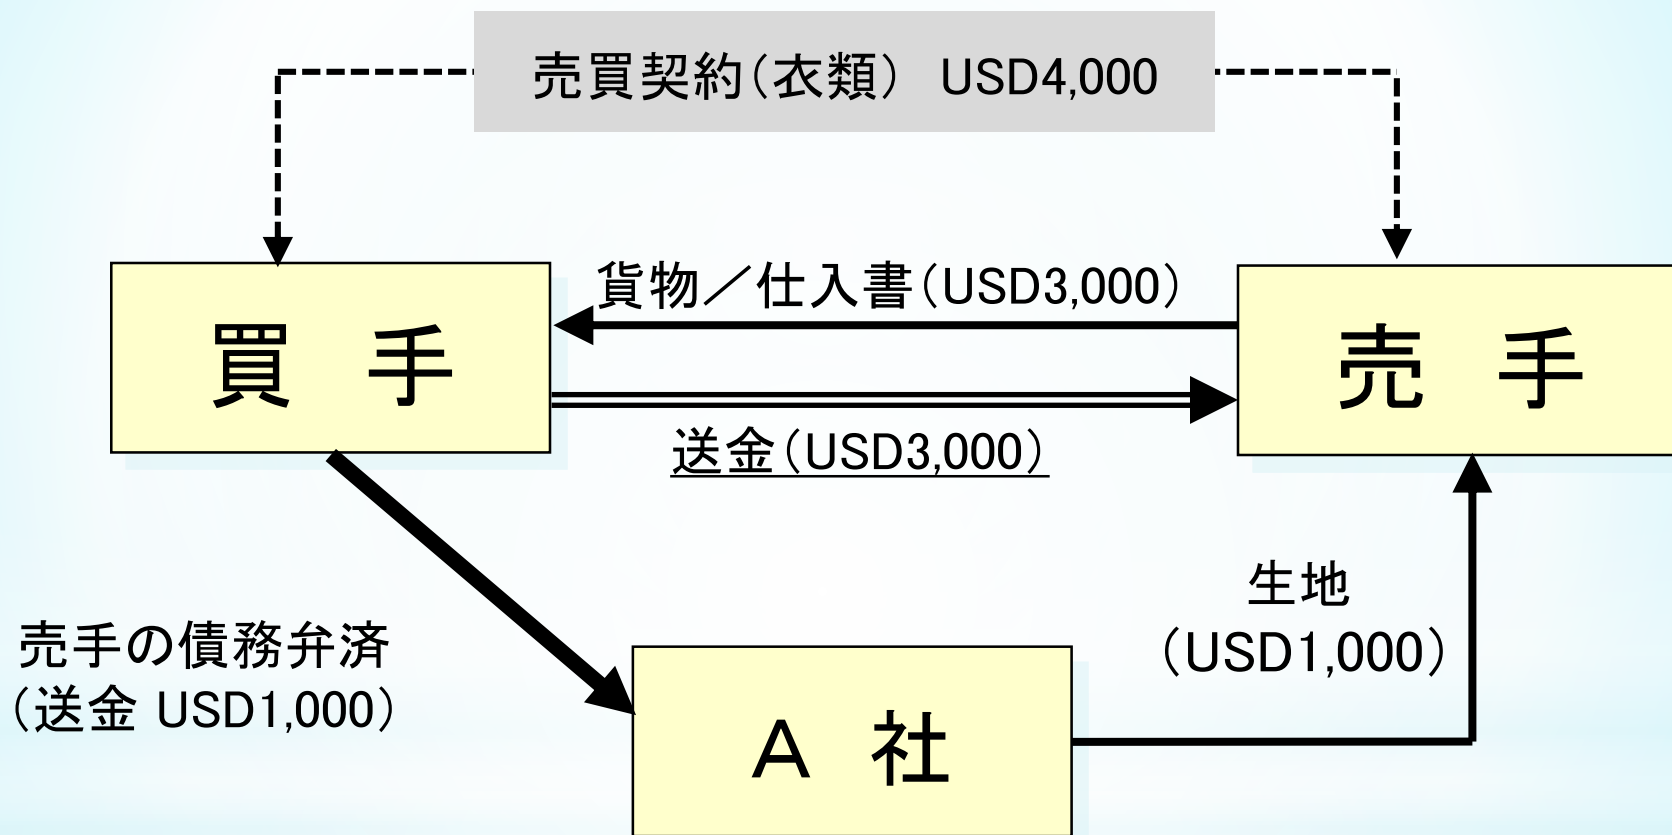 売買契約(衣類) USD4,000
貨物／仕入書(USD3,000)
買 手
売 手
送金(USD3,000)
生地
(USD1,000)
売手の債務弁済
(送金 USD1,000)
A 社